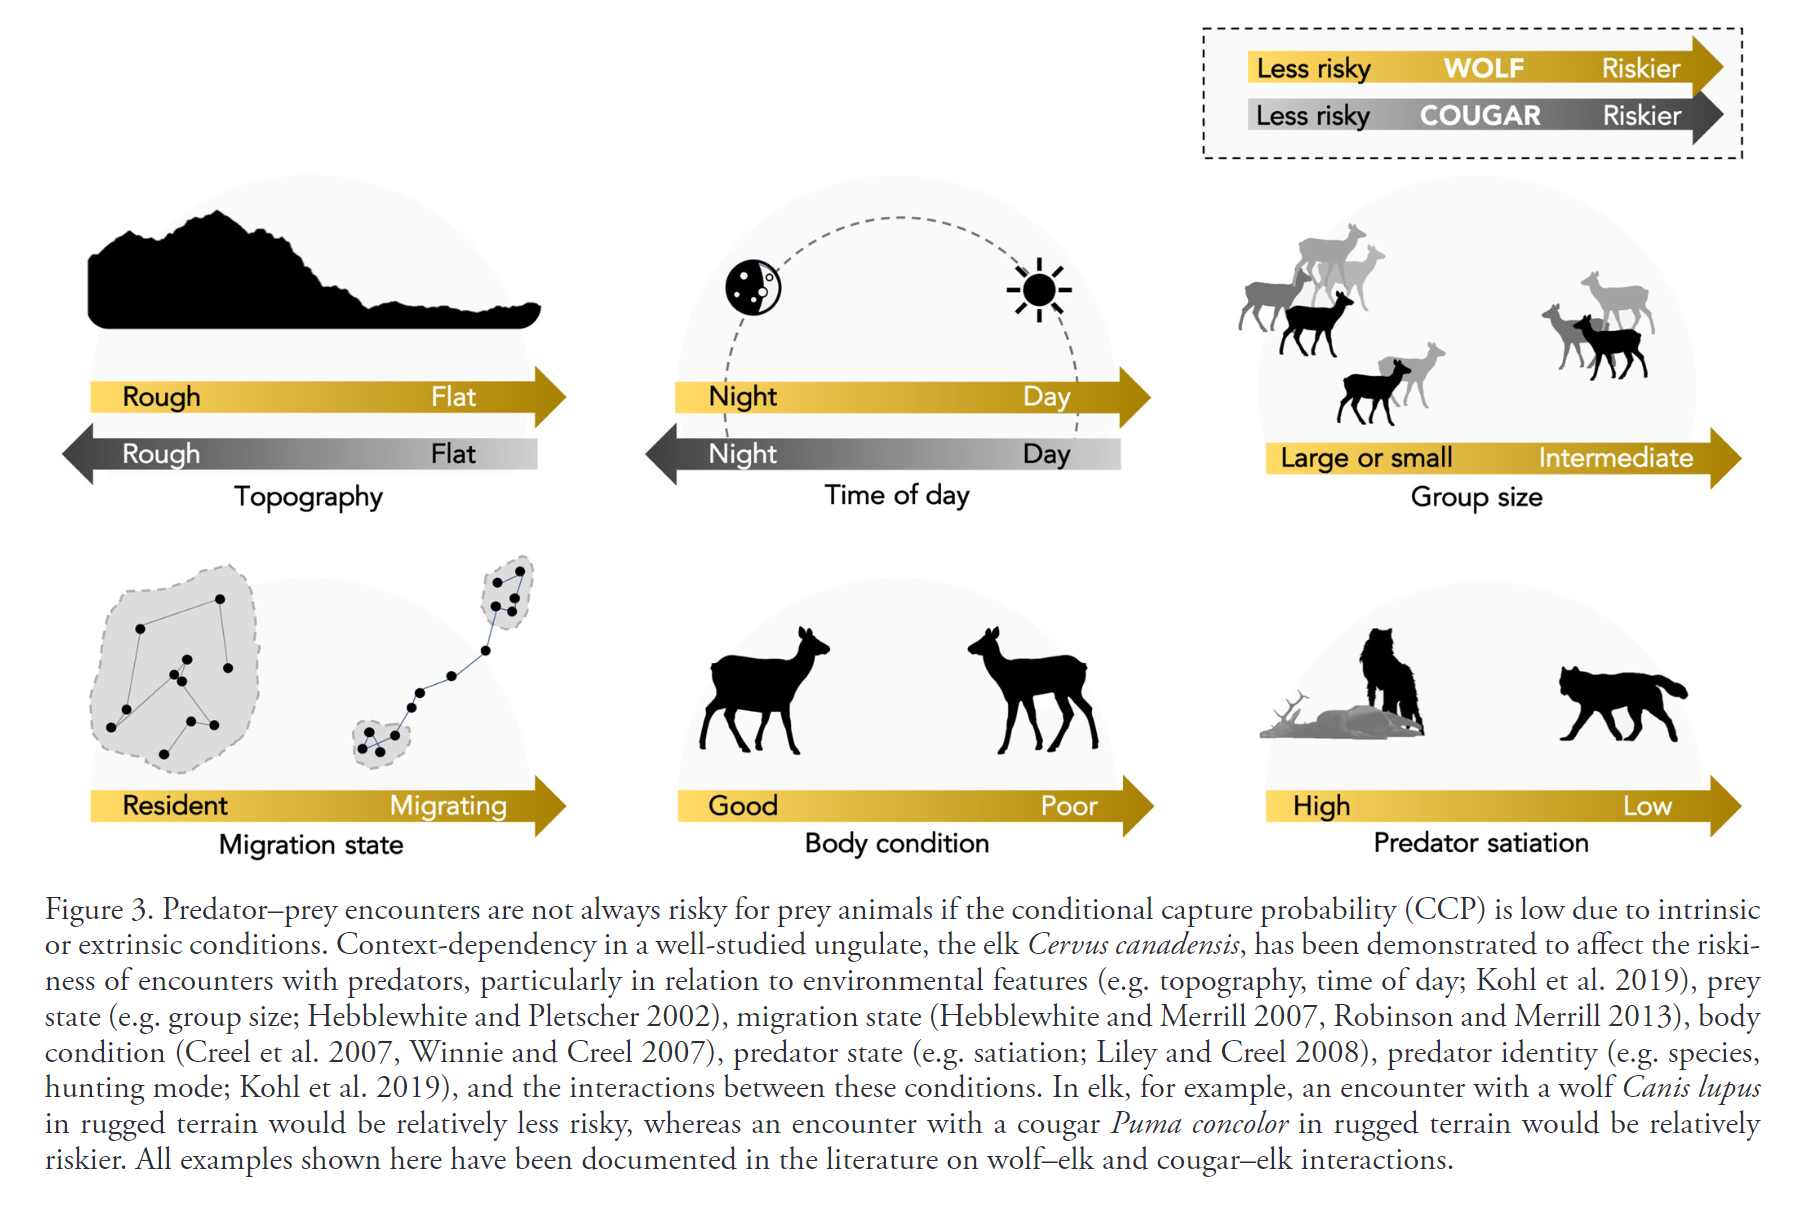 Less risky WOLF Riskier
Less risky COUGAR Riskier
Rough Flat
Rough Flat
Topography
Night Day
Night Day
Time of day
Large or small Intermediate
Group size
Resident Migrating
Migration state
Good Poor
Body condition
High Low
Predator satiation
Figure 3. Predator–prey encounters are not always risky for prey animals if the conditional capture probability (CCP) is low due to intrinsic
or extrinsic conditions. Context-dependency in a well-studied ungulate, the elk Cervus canadensis, has been demonstrated to affect the riski-
ness of encounters with predators, particularly in relation to environmental features (e.g. topography, time of day; Kohl et al. 2019), prey
state (e.g. group size; Hebblewhite and Pletscher 2002), migration state (Hebblewhite and Merrill 2007, Robinson and Merrill 2013), body
condition (Creel et al. 2007, Winnie and Creel 2007), predator state (e.g. satiation; Liley and Creel 2008), predator identity (e.g. species,
hunting mode; Kohl et al. 2019), and the interactions between these conditions. In elk, for example, an encounter with a wolf Canis lupus
in rugged terrain would be relatively less risky, whereas an encounter with a cougar Puma concolor in rugged terrain would be relatively
riskier. All examples shown here have been documented in the literature on wolf–elk and cougar–elk interactions.